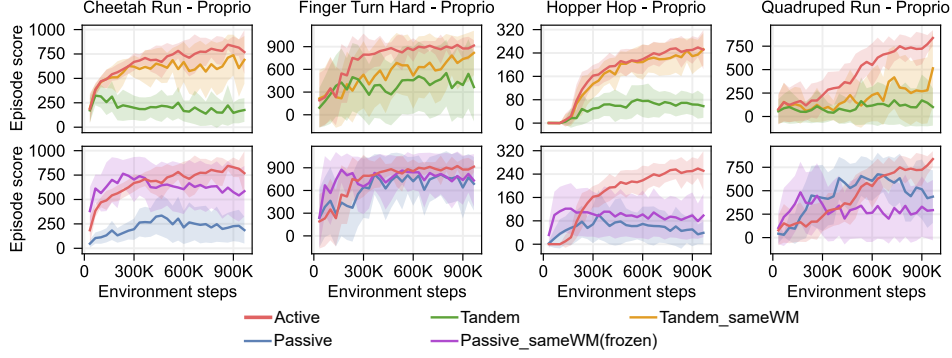 Cheetah Run - Proprio
Finger Turn Hard - Proprio
Hopper Hop - Proprio
Quadruped Run - Proprio
Episode score
1000
750
500
250
0
900
600
300
0
320
240
160
80
0
750
500
250
0
Episode score
1000
750
500
250
0
900
600
300
0
320
240
160
80
0
750
500
250
0
0 300K 600K 900K
0 300K 600K 900K
0 300K 600K 900K
0 300K 600K 900K
Environment steps
Environment steps
Environment steps
Environment steps
Active
Tandem
Tandem_sameWM
Passive
Passive_sameWM(frozen)